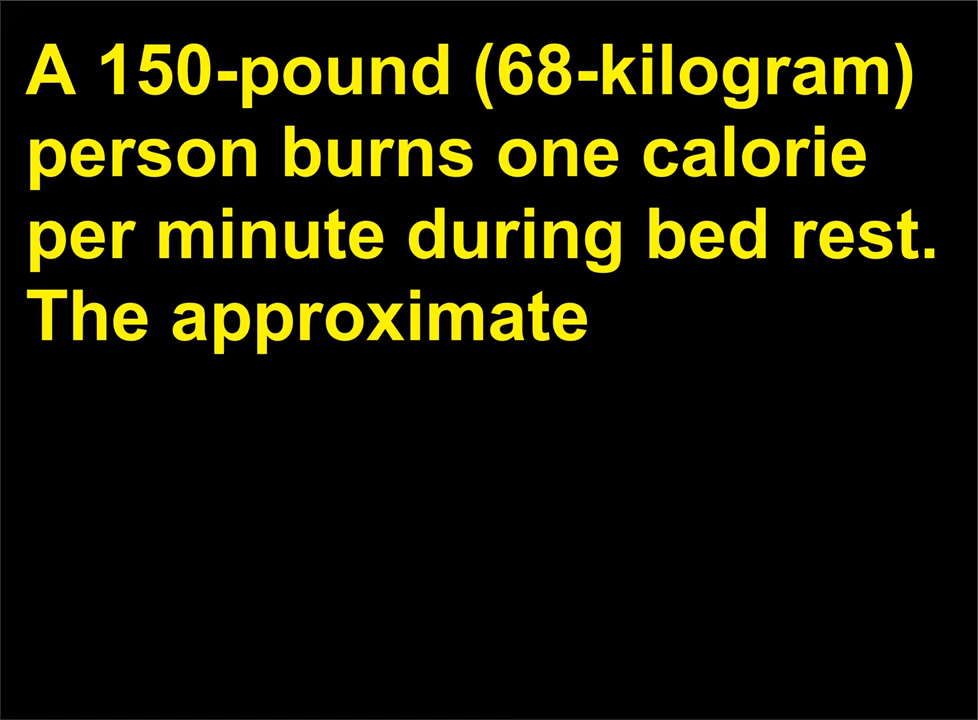 A 150-pound (68-kilogram)
person burns one calorie
per minute during bed rest.
The approximate